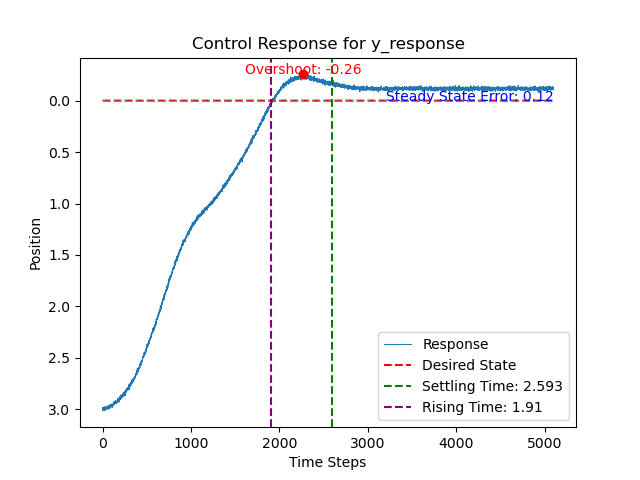 Control Response for y_response
Overshoot: -0.26
Steady State Error: 0.12
0.0
0.5
1.0
1.5
2.0
2.5
3.0
Position
Response
Desired State
Settling Time: 2.593
Rising Time: 1.91
0 1000 2000 3000 4000 5000
Time Steps